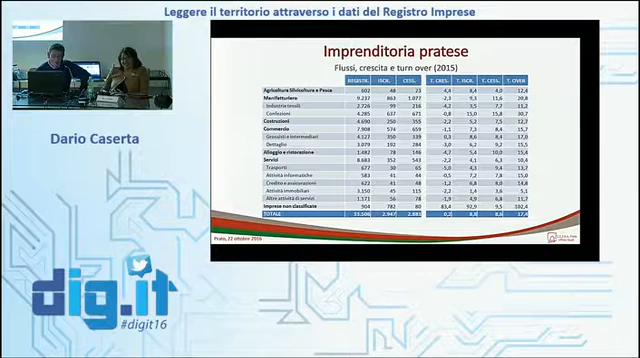 Leggere il territorio attraverso i dati del Registro Imprese
Imprenditoria pratese
Flussi, crescita e turn over (2015)
REGISTR. ISCR. CESS. T. CRES. T. ISCR. T. CESS. T. OVER
Agricoltura Silvicoltura e Pesca 602 48 23 4,4 8,4 4,0 12,4
Manifatturiero 9.237 863 1.077 -2,3 9,3 11,6 20,8
Industrie tessili 2.726 99 216 -4,2 3,5 7,7 11,2
Confezioni 4.285 637 671 -0,8 15,0 15,8 30,7
Costruzioni 4.690 250 355 -2,2 5,2 7,5 12,7
Commercio 7.908 574 659 -1,1 7,3 8,4 15,7
Grossisti e intermediari 4.127 350 339 0,3 8,6 8,4 17,0
Dettaglio 3.079 192 284 -3,0 6,2 9,2 15,5
Alloggio e ristorazione 1.482 78 146 -4,7 5,4 10,0 15,4
Servizi 8.683 352 543 -2,2 4,1 6,3 10,4
Trasporti 677 30 65 -5,0 4,3 9,4 13,7
Attività informatiche 583 41 44 -0,5 7,2 7,8 15,0
Credito e assicurazioni 622 41 48 -1,2 6,8 8,0 14,8
Attività immobiliari 3.150 45 115 -2,2 1,4 3,8 5,1
Altre attività di servizi 1.171 56 78 -1,9 4,9 6,8 11,7
Imprese non classificate 904 782 80 83,4 92,9 9,5 102,4
TOTALE 33.506 2.947 2.883 0,2 8,8 8,6 17,4
Prato, 22 ottobre 2016
Dario Caserta
dig.it
#digit16